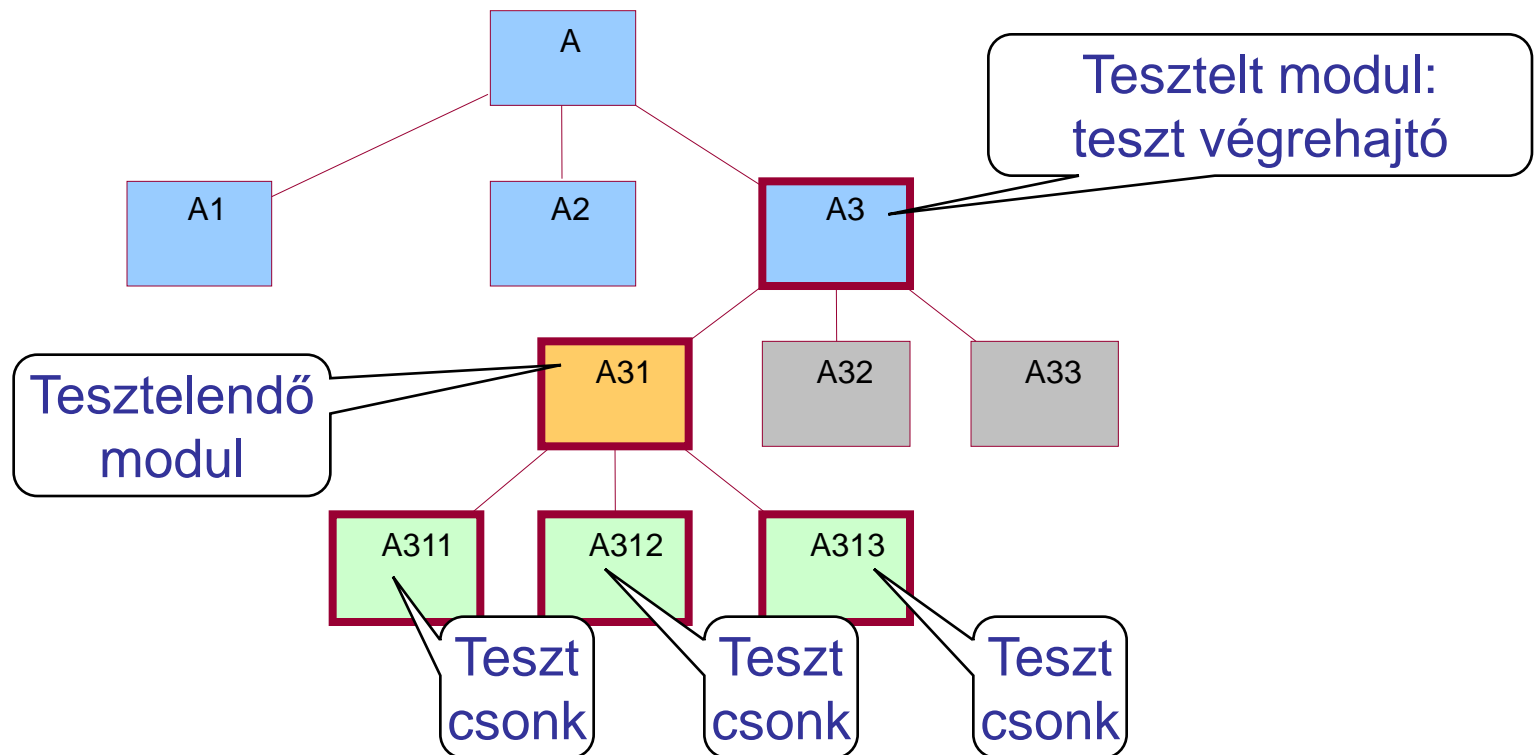 A
Tesztelt modul:
teszt végrehajtó
A1
A2
A3
Tesztelendő
modul
A31
A32
A33
A311
A312
A313
Teszt
csonk
Teszt
csonk
Teszt
csonk